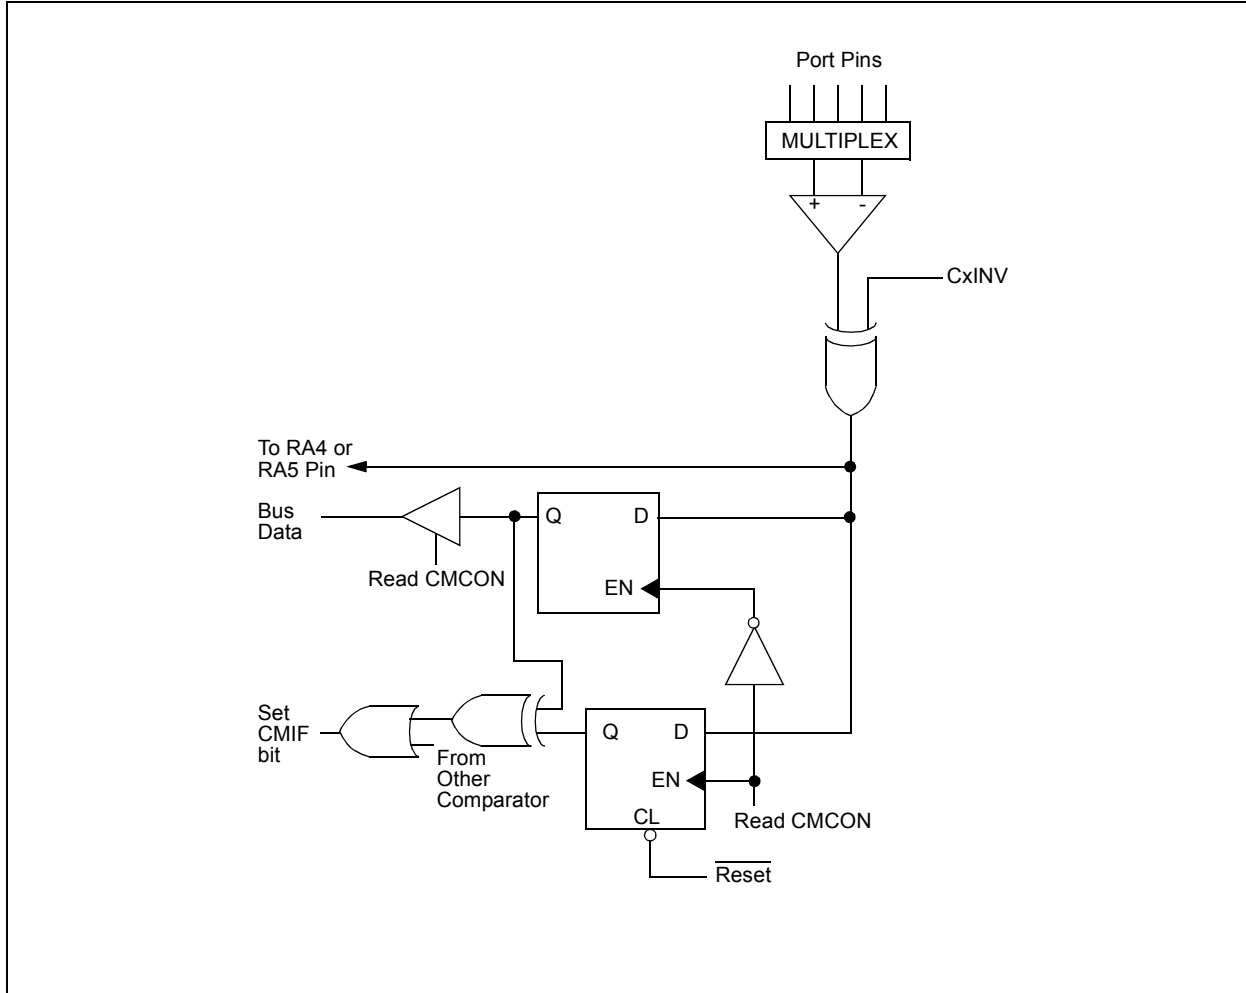 Port Pins
MULTIPLEX
+ -
CxINV
To RA4 or
RA5 Pin
Bus
Data
Q D
Read CMCON
EN
Set
CMIF
bit
Q D
From
Other
Comparator
EN
CL
Read CMCON
Reset